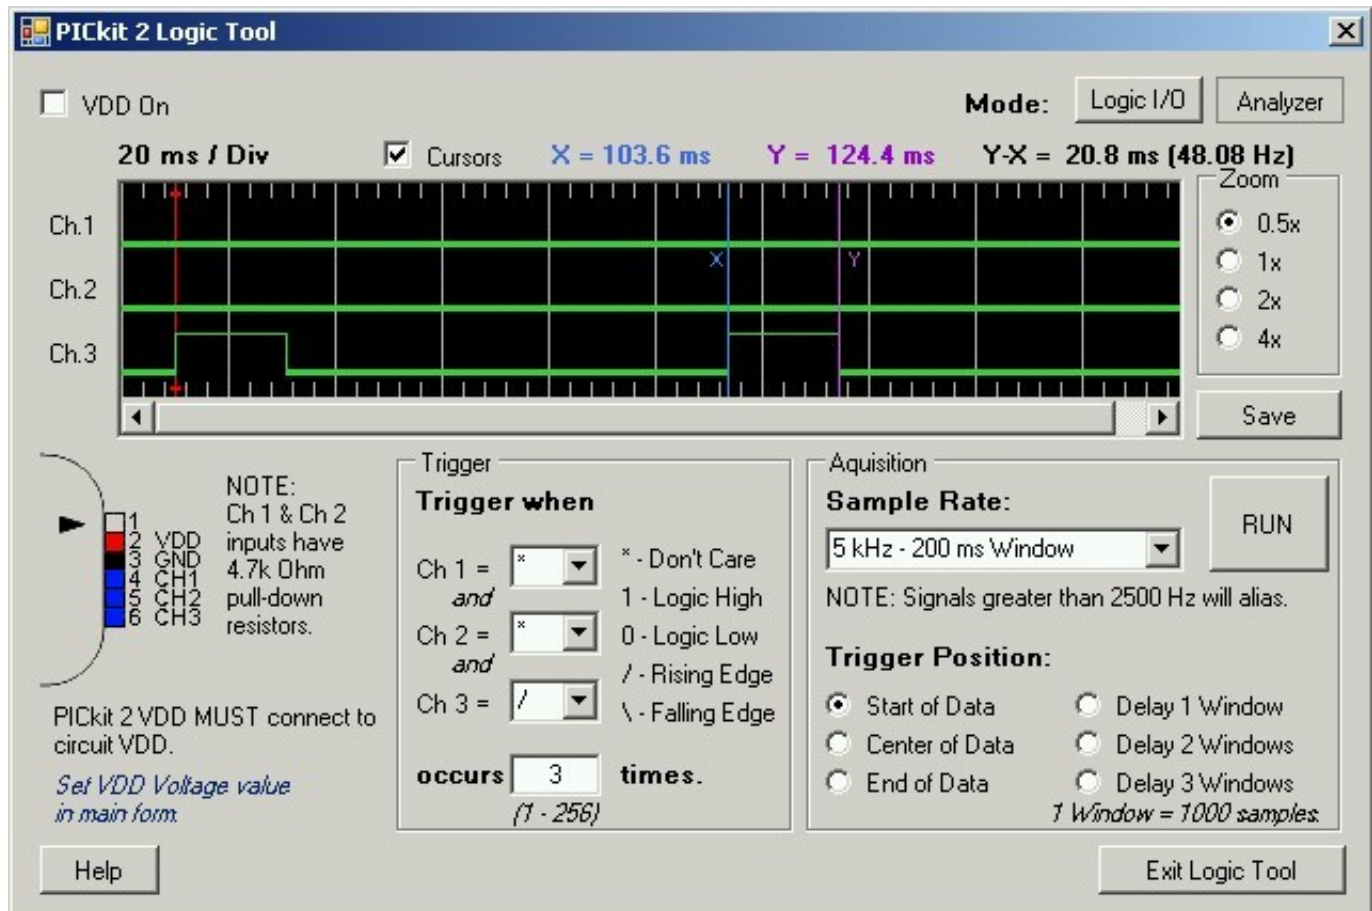 PICkit 2 Logic Tool
VDD On
Mode: Logic I/O Analyzer
20 ms / Div Cursors X = 103.6 ms Y = 124.4 ms Y-X = 20.8 ms (48.08 Hz)
Zoom
Ch.1
0.5x
X Y
1x
Ch.2
2x
Ch.3
4x
Save
1
2 VDD
3 GND
4 CH1
5 CH2
6 CH3
NOTE:
Ch 1 & Ch 2
inputs have
4.7k Ohm
pull-down
resistors.
PICkit 2 VDD MUST connect to
circuit VDD.
Set VDD Voltage value
in main form.
Trigger
Trigger when
Ch 1 = *
and
Ch 2 = *
and
Ch 3 = /
* - Don't Care
1 - Logic High
0 - Logic Low
/ - Rising Edge
\ - Falling Edge
occurs 3 times.
(1 - 256)
Aquisition
Sample Rate:
5 kHz - 200 ms Window
RUN
NOTE: Signals greater than 2500 Hz will alias.
Trigger Position:
Start of Data Delay 1 Window
Center of Data Delay 2 Windows
End of Data Delay 3 Windows
1 Window = 1000 samples.
Help
Exit Logic Tool